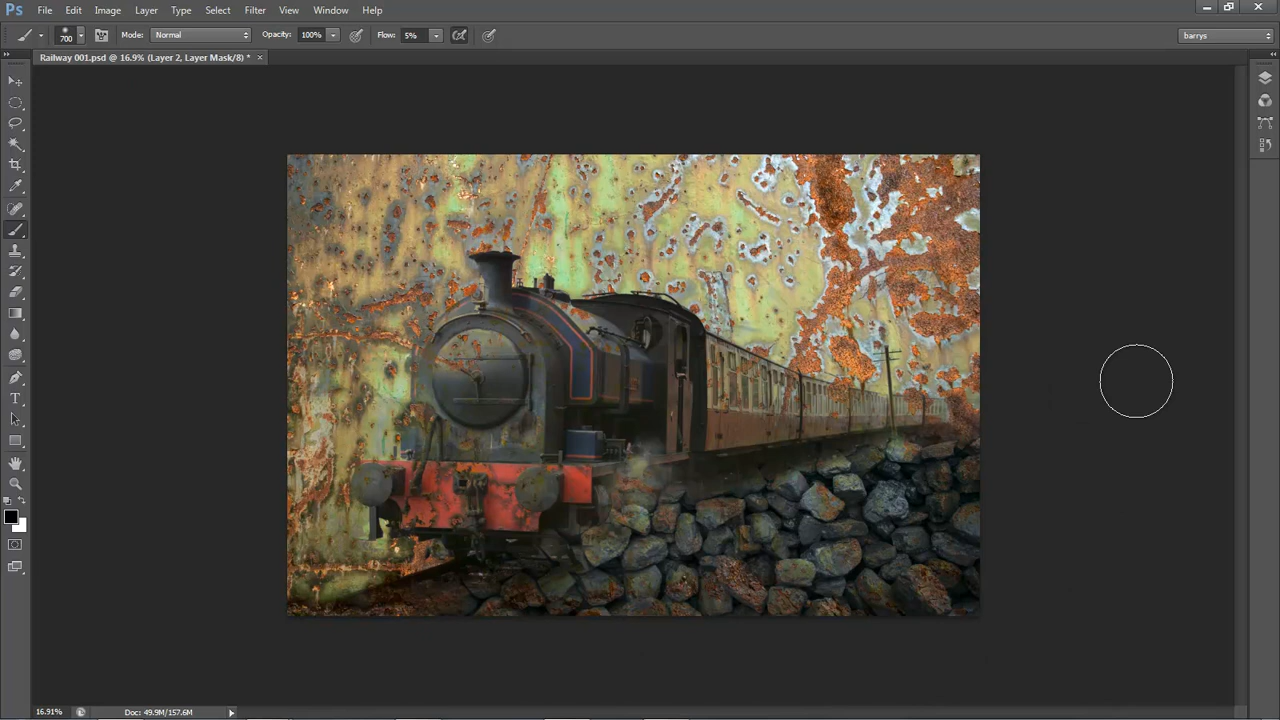 Ps File Edit Image Layer Type Select Filter View Window Help
700 Mode: Normal Opacity: 100% Flow: 5% barrys
Railway 001.psd @ 16.9% (Layer 2, Layer Mask/8) * ×
16.91% Doc: 49.9M/157.6M